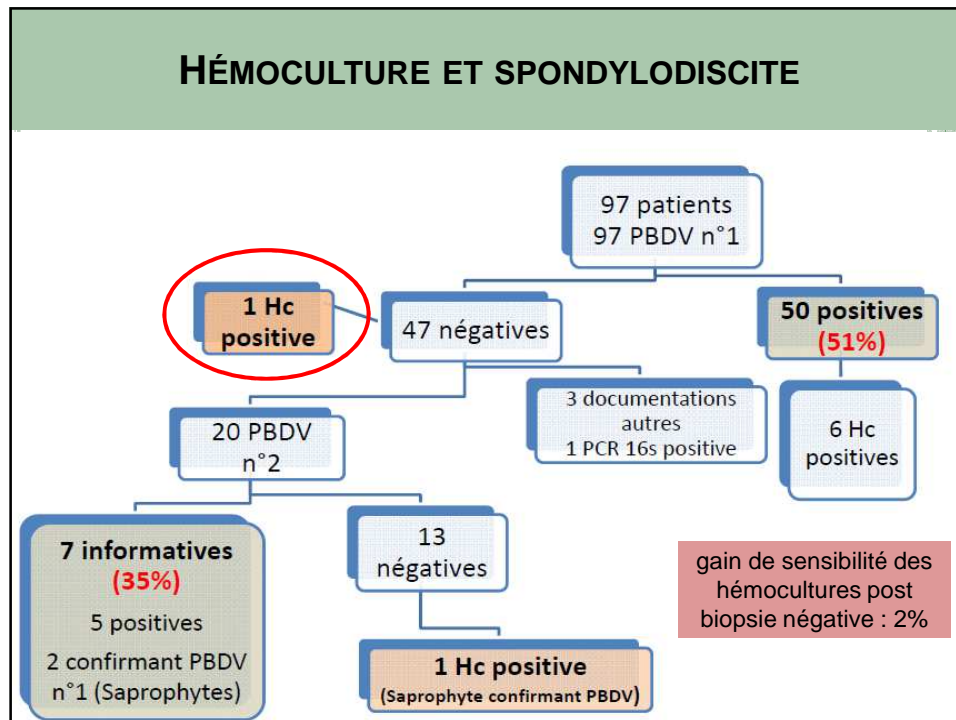 HÉMOCULTURE ET SPONDYLODISCITE
97 patients
97 PBDV n°1
1 Hc
positive
47 négatives
50 positives
(51%)
3 documentations
autres
1 PCR 16s positive
6 Hc
positives
20 PBDV
n°2
7 informatives
(35%)
5 positives
2 confirmant PBDV
n°1 (Saprophytes)
13
négatives
1 Hc positive
(Saprophyte confirmant PBDV)
gain de sensibilité des
hémocultures post
biopsie négative : 2%